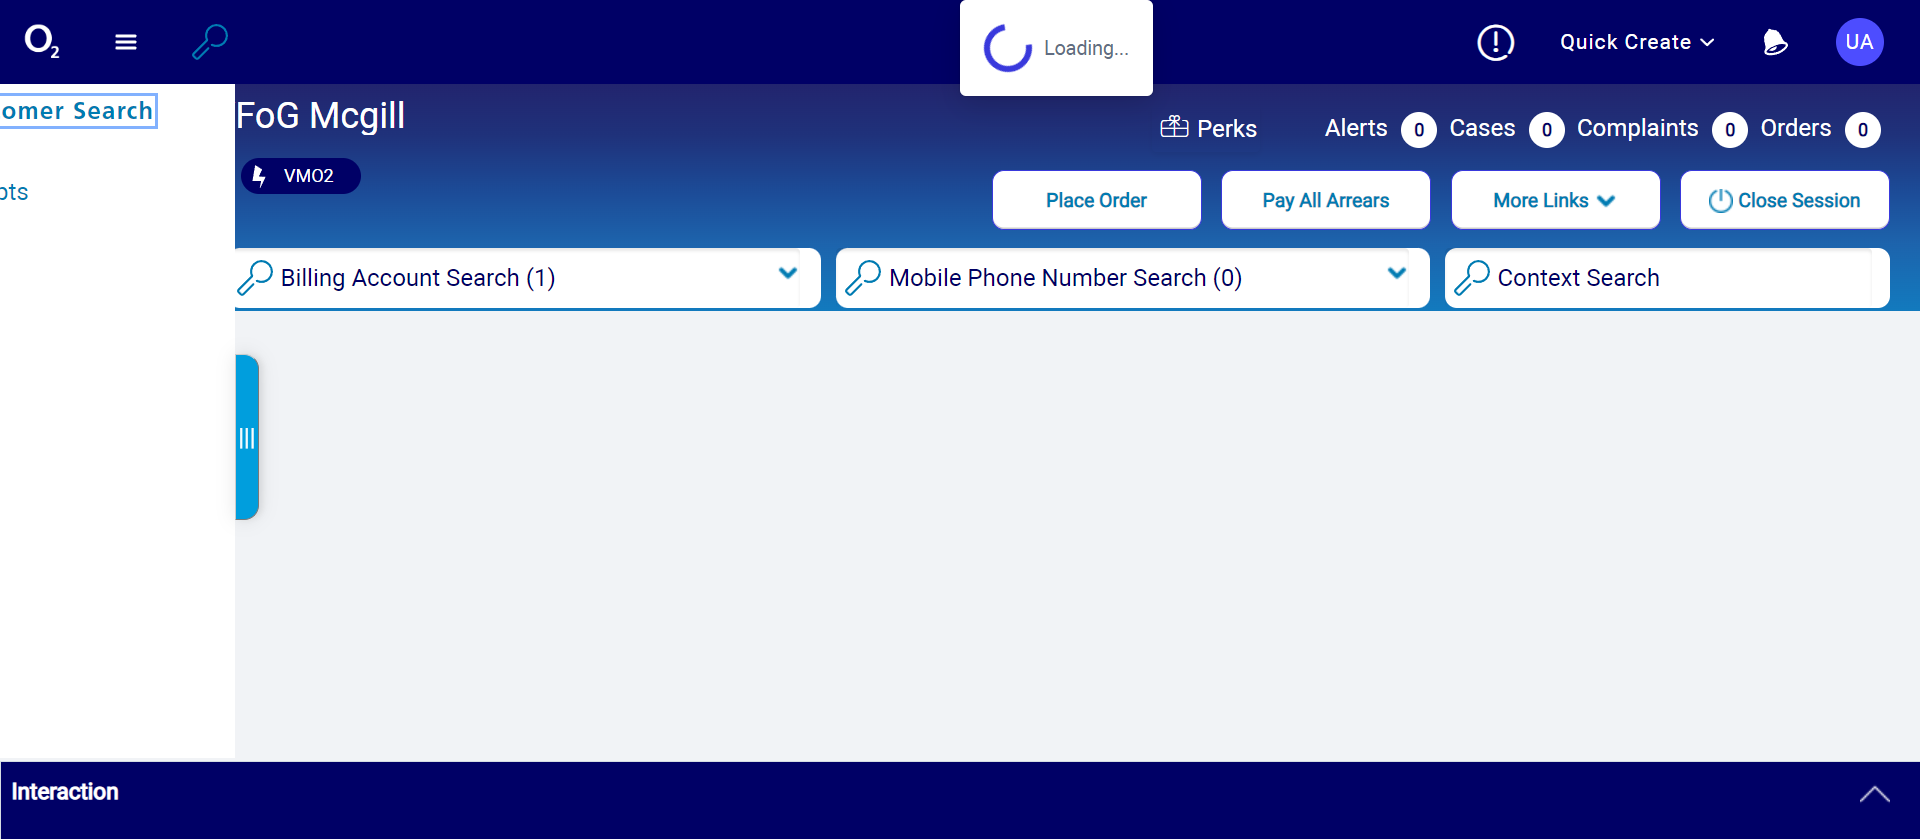 O2
Loading...
Quick Create
UA
omer Search
FoG Mcgill
Perks
Alerts 0 Cases 0 Complaints 0 Orders 0
VMO2
pts
Place Order
Pay All Arrears
More Links
Close Session
Billing Account Search (1)
Mobile Phone Number Search (0)
Context Search
Interaction